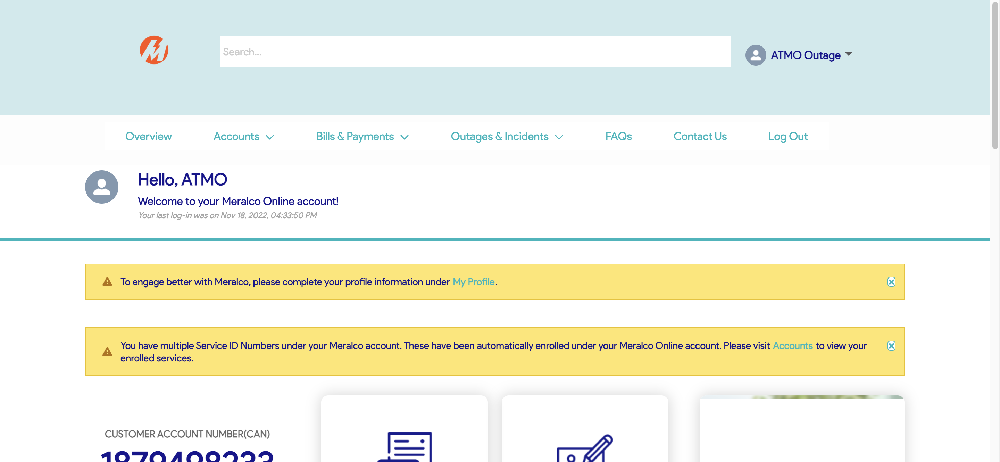 Search...
ATMO Outage
Overview
Accounts
Bills & Payments
Outages & Incidents
FAQs
Contact Us
Log Out
Hello, ATMO
Welcome to your Meralco Online account!
Your last log-in was on Nov 18, 2022, 04:33:50 PM
To engage better with Meralco, please complete your profile information under My Profile.
You have multiple Service ID Numbers under your Meralco account. These have been automatically enrolled under your Meralco Online account. Please visit Accounts to view your
enrolled services.
CUSTOMER ACCOUNT NUMBER(CAN)